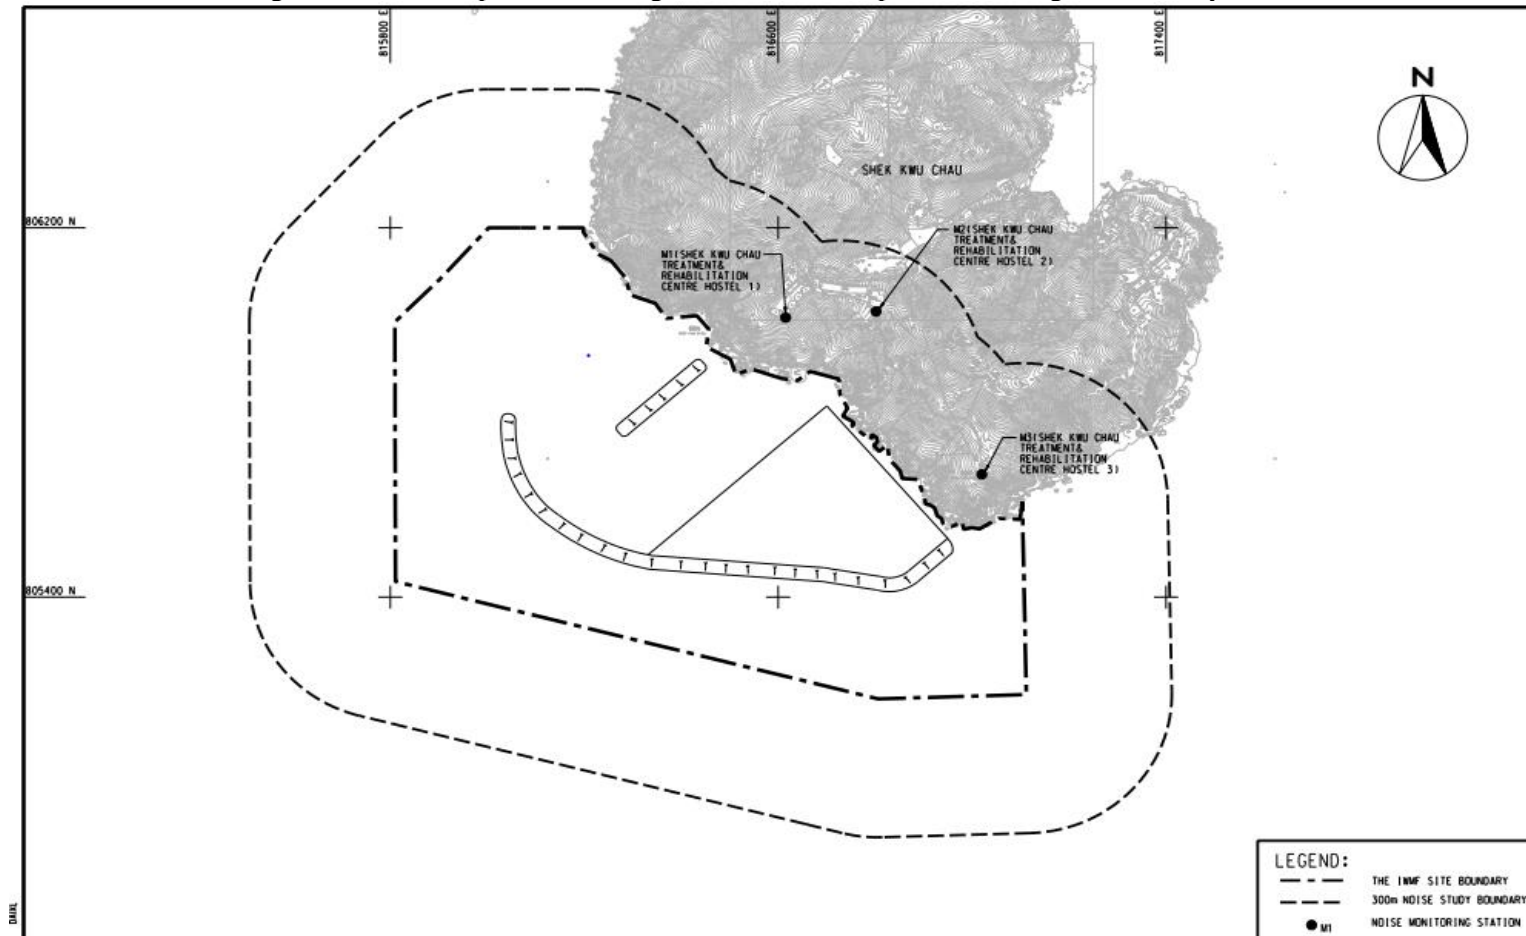 815800 E
816600 E
817400 E
N
SHEK KWU CHAU
806200 N
M1(SHEK KWU CHAU
TREATMENT&
REHABILITATION
CENTRE HOSTEL 1)
M2(SHEK KWU CHAU
TREATMENT&
REHABILITATION
CENTRE HOSTEL 2)
M3(SHEK KWU CHAU
TREATMENT&
REHABILITATION
CENTRE HOSTEL 3)
805400 N
LEGEND:
THE IWMF SITE BOUNDARY
300m NOISE STUDY BOUNDARY
M1 NOISE MONITORING STATION